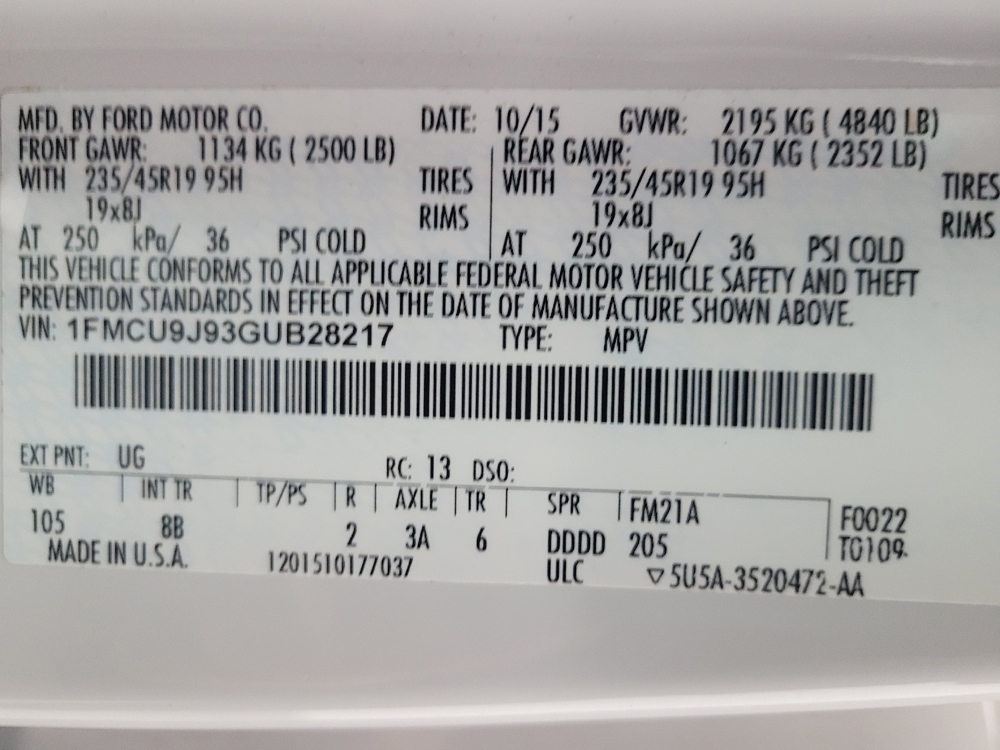 MFD. BY FORD MOTOR CO. DATE: 10/15 GVWR: 2195 KG ( 4840 LB)
FRONT GAWR: 1134 KG ( 2500 LB) REAR GAWR: 1067 KG ( 2352 LB)
WITH 235/45R19 95H TIRES WITH 235/45R19 95H TIRES
19x8J RIMS 19x8J RIMS
AT 250 kPa/ 36 PSI COLD AT 250 kPa/ 36 PSI COLD
THIS VEHICLE CONFORMS TO ALL APPLICABLE FEDERAL MOTOR VEHICLE SAFETY AND THEFT
PREVENTION STANDARDS IN EFFECT ON THE DATE OF MANUFACTURE SHOWN ABOVE.
VIN: 1FMCU9J93GUB28217 TYPE: MPV
EXT PNT: UG RC: 13 DSO:
WB INT TR TP/PS R AXLE TR SPR FM21A F0022
105 8B 2 3A 6 DDDD 205 T0109
MADE IN U.S.A. 1201510177037 ULC ▽5U5A-3520472-AA